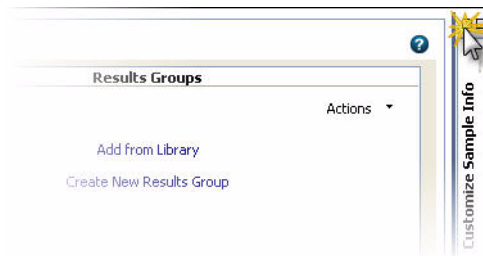 ?
Results Groups
Actions
Add from Library
Create New Results Group
Customize Sample Info